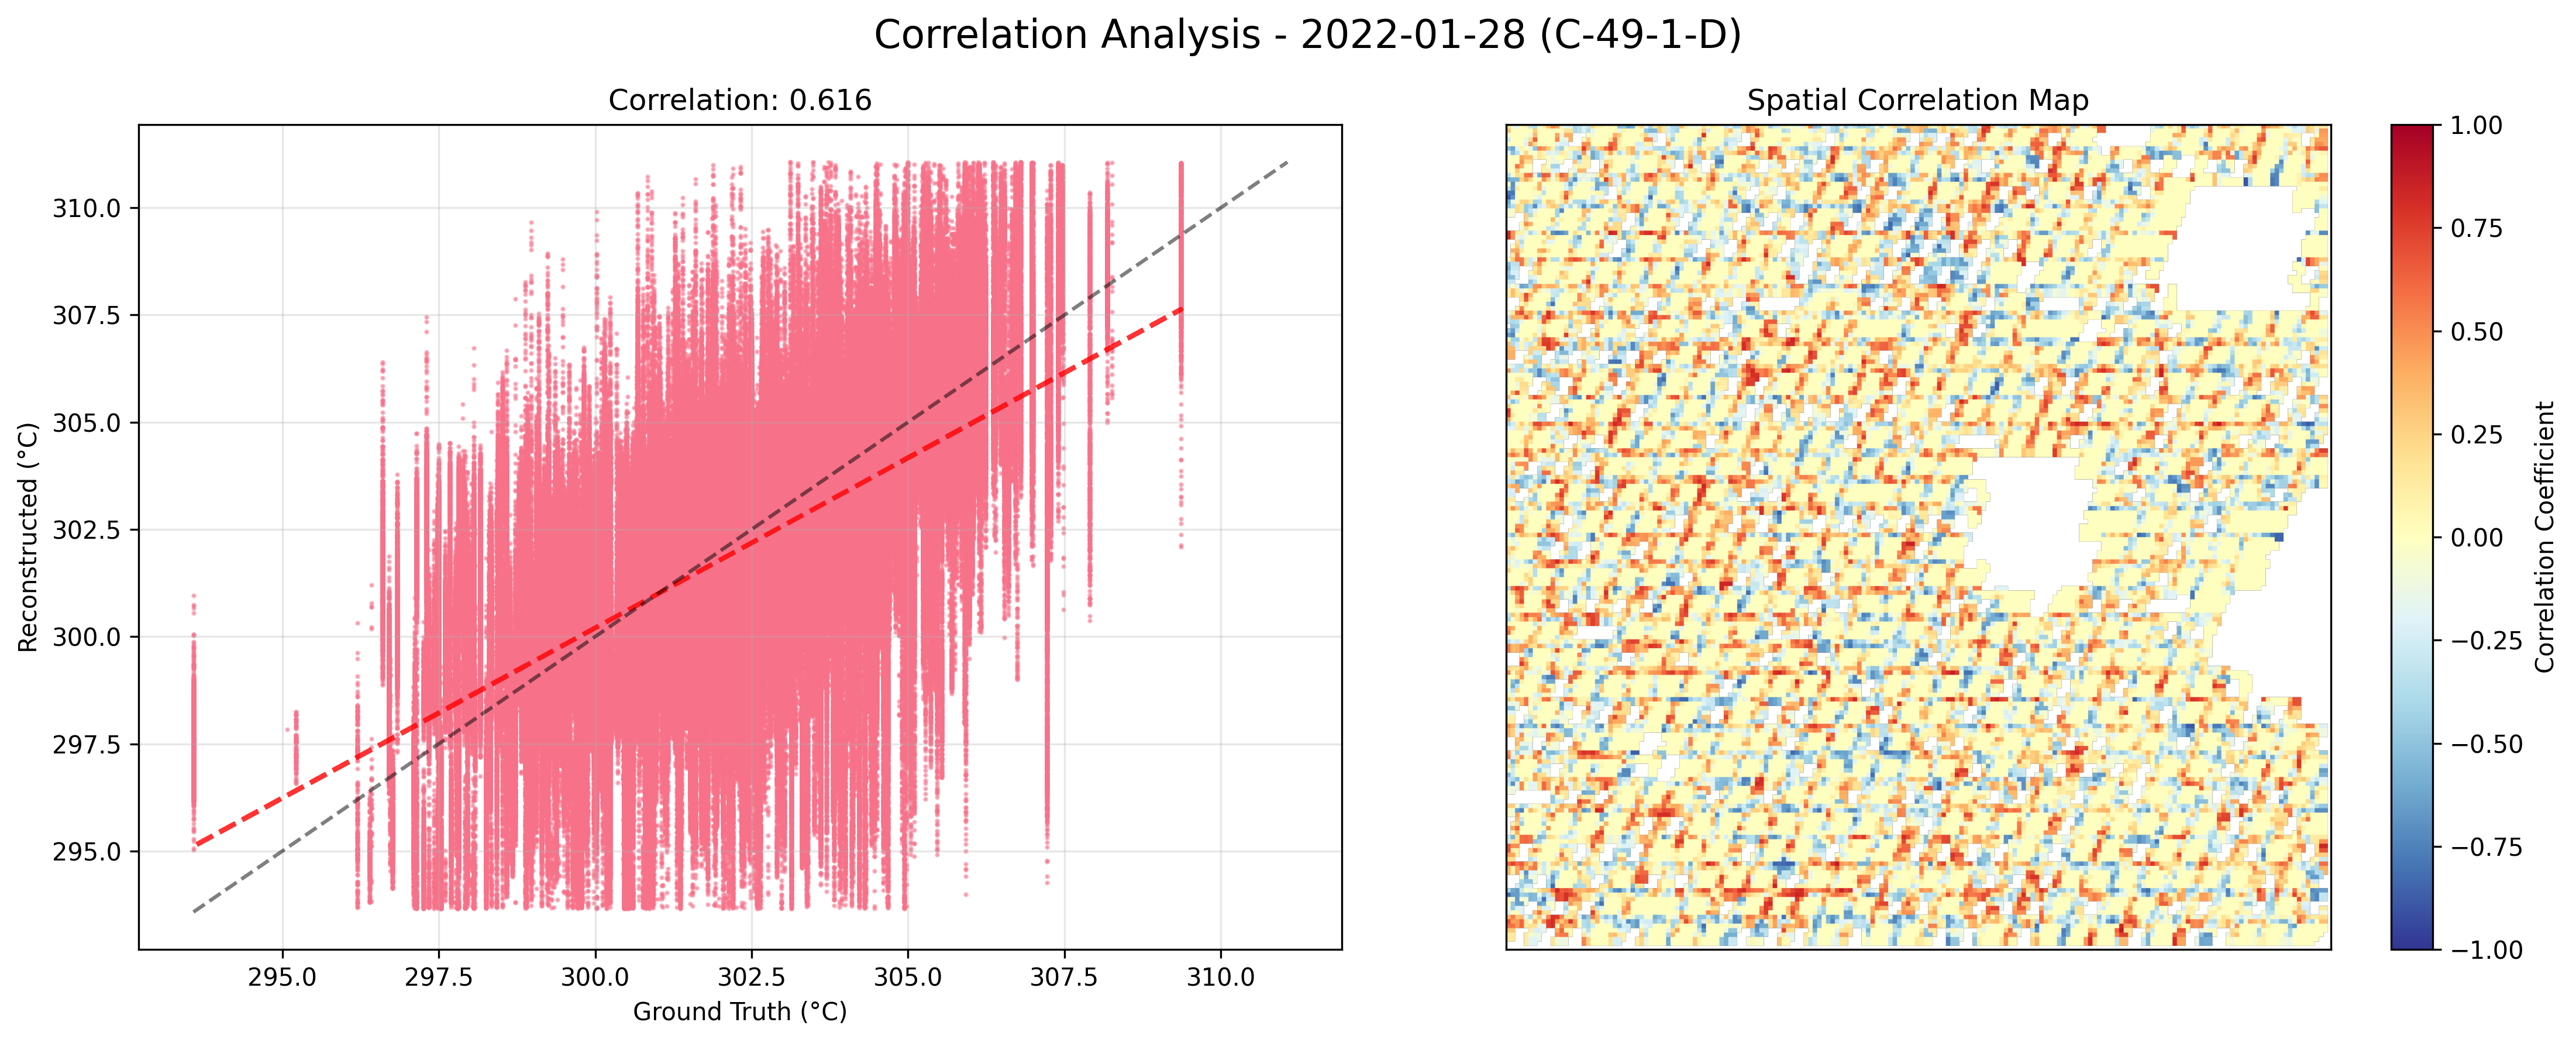 Correlation Analysis - 2022-01-28 (C-49-1-D)
Correlation: 0.616
310.0
307.5
305.0
302.5
300.0
297.5
295.0
Reconstructed (°C)
295.0 297.5 300.0 302.5 305.0 307.5 310.0
Ground Truth (°C)
Spatial Correlation Map
1.00
0.75
0.50
0.25
0.00
−0.25
−0.50
−0.75
−1.00
Correlation Coefficient